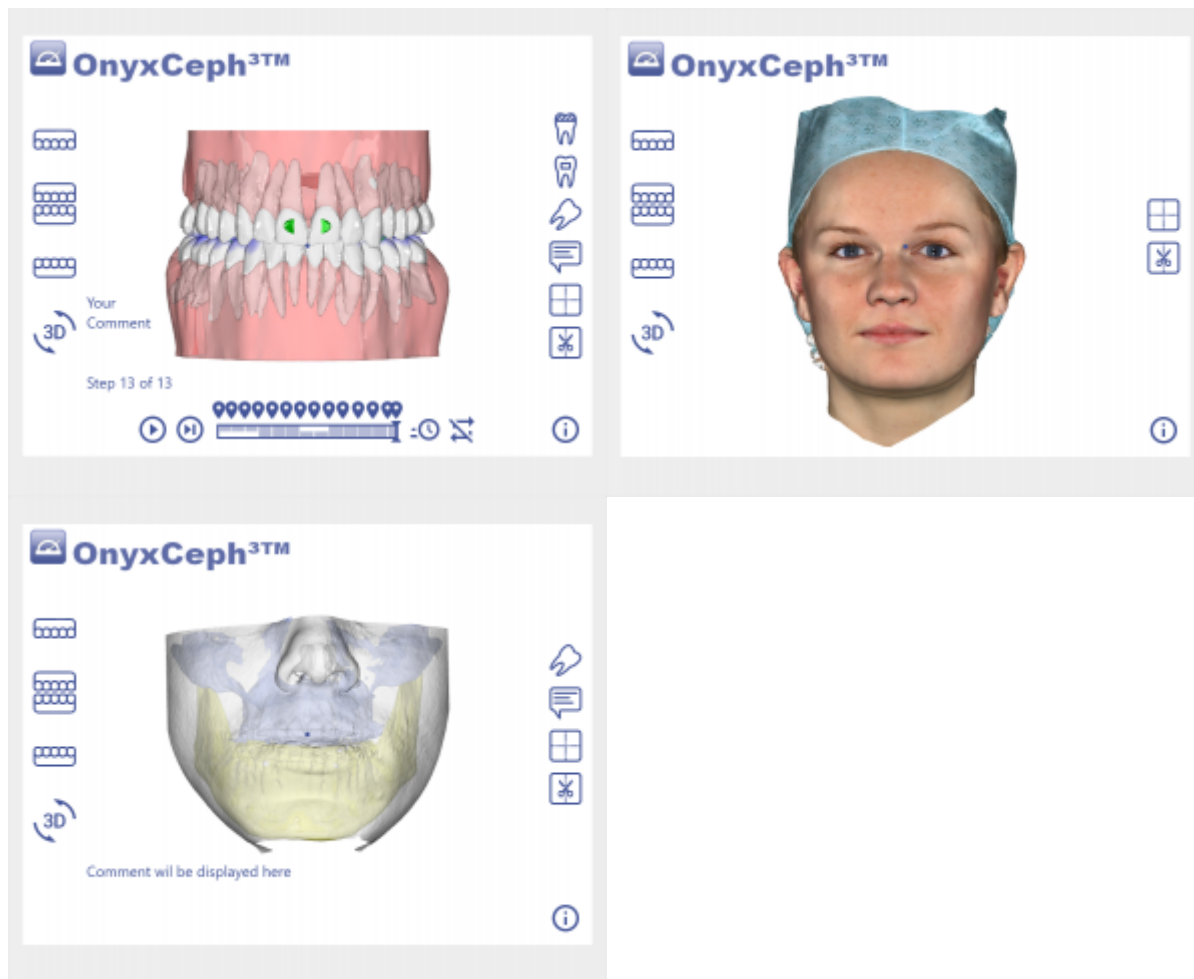 OnyxCeph³™
3D
Your
Comment
Step 13 of 13
OnyxCeph³™
3D
OnyxCeph³™
3D
Comment wil be displayed here